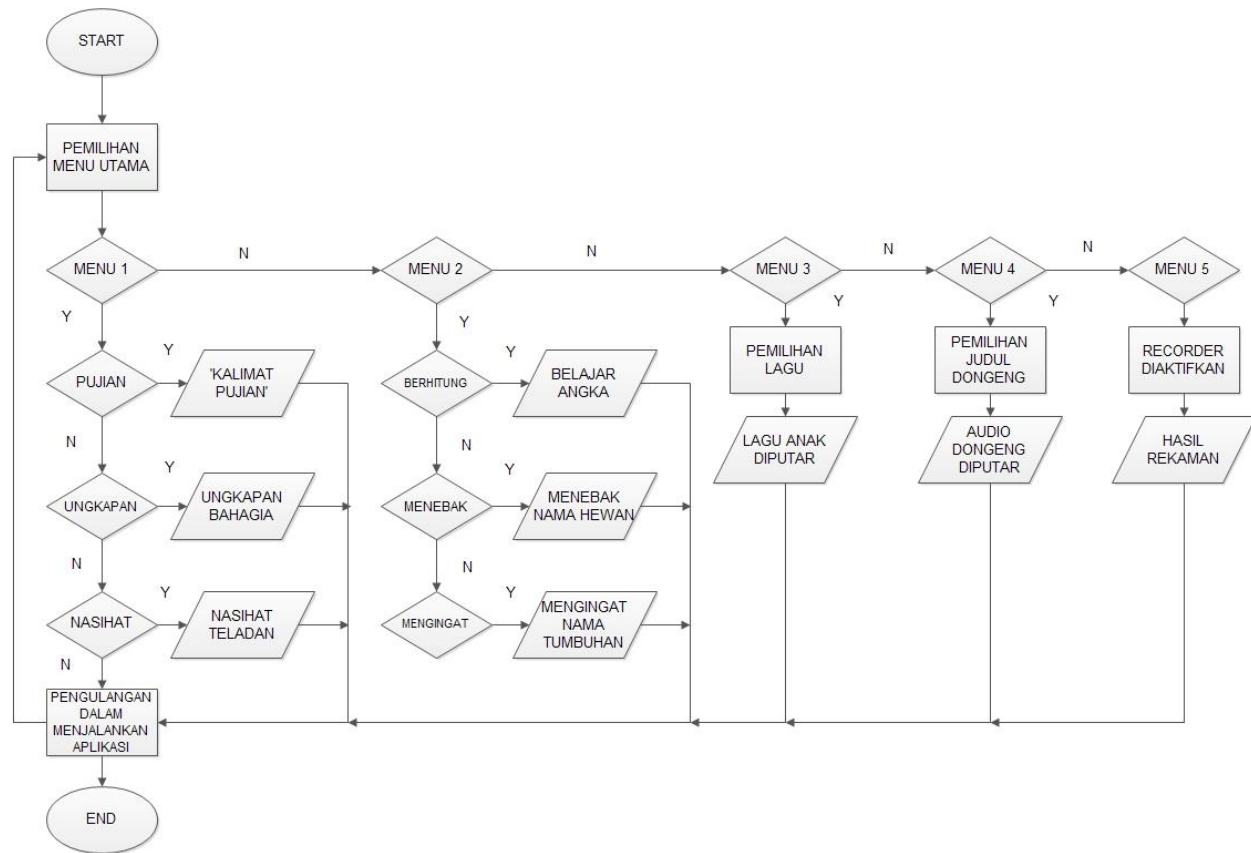 START
PEMILIHAN
MENU UTAMA
MENU 1
N
MENU 2
N
MENU 3
N
MENU 4
N
MENU 5
Y
Y
Y
Y
PUJIAN
Y
'KALIMAT
PUJIAN'
BERHITUNG
Y
BELAJAR
ANGKA
PEMILIHAN
LAGU
PEMILIHAN
JUDUL
DONGENG
RECORDER
DIAKTIFKAN
N
N
LAGU ANAK
DIPUTAR
AUDIO
DONGENG
DIPUTAR
HASIL
REKAMAN
UNGKAPAN
Y
UNGKAPAN
BAHAGIA
MENEBAK
Y
MENEBAK
NAMA HEWAN
N
N
NASIHAT
Y
NASIHAT
TELADAN
MENGINGAT
Y
MENGINGAT
NAMA
TUMBUHAN
N
PENGULANGAN
DALAM
MENJALANKAN
APLIKASI
END